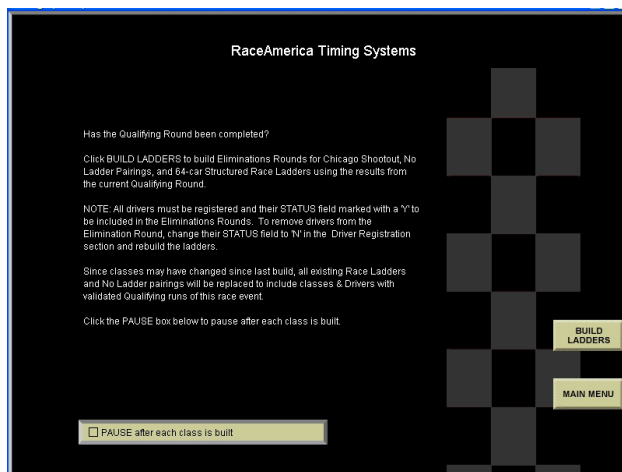 RaceAmerica Timing Systems
Has the Qualifying Round been completed?
Click BUILD LADDERS to build Eliminations Rounds for Chicago Shootout, No
Ladder Pairings, and 64-car Structured Race Ladders using the results from
the current Qualifying Round.
NOTE: All drivers must be registered and their STATUS field marked with a 'Y' to
be included in the Eliminations Rounds. To remove drivers from the
Elimination Round, change their STATUS field to 'N' in the Driver Registration
section and rebuild the ladders.
Since classes may have changed since last build, all existing Race Ladders
and No Ladder pairings will be replaced to include classes & Drivers with
validated Qualifying runs of this race event.
Click the PAUSE box below to pause after each class is built.
BUILD
LADDERS
MAIN MENU
PAUSE after each class is built